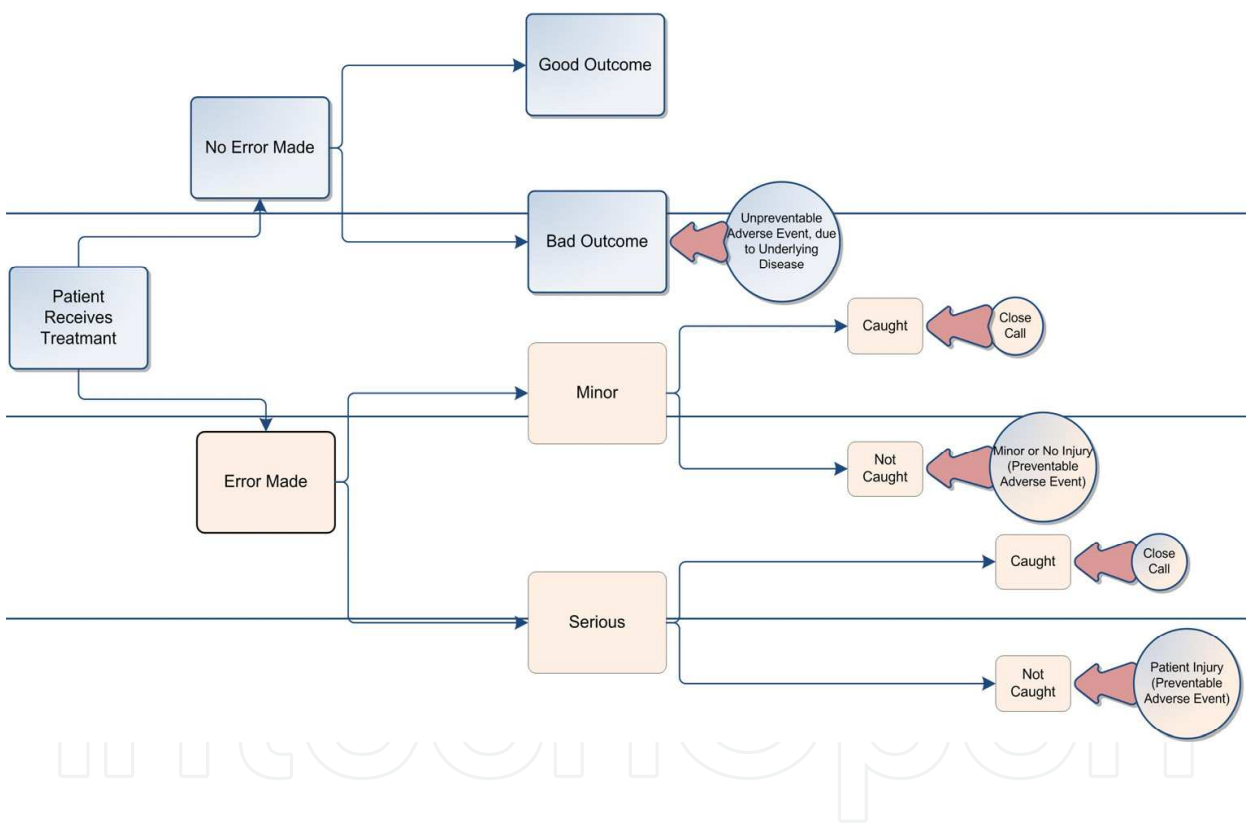 Good Outcome
No Error Made
Bad Outcome
Unpreventable
Adverse Event, due
to Underlying
Disease
Patient
Receives
Treatmant
Caught
Close
Call
Minor
Error Made
Not
Caught
Minor or No Injury
(Preventable
Adverse Event)
Caught
Close
Call
Serious
Not
Caught
Patient Injury
(Preventable
Adverse Event)